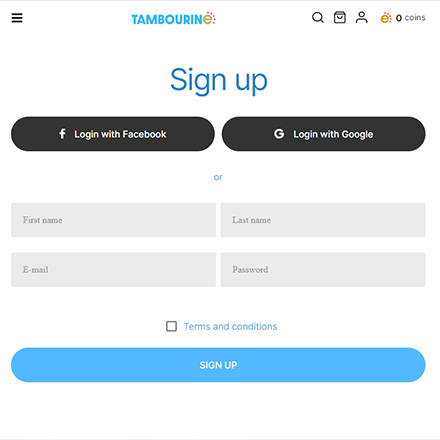 TAMBOURINe
e 0 coins
Sign up
Login with Facebook
Login with Google
or
First name
Last name
E-mail
Password
Terms and conditions
SIGN UP